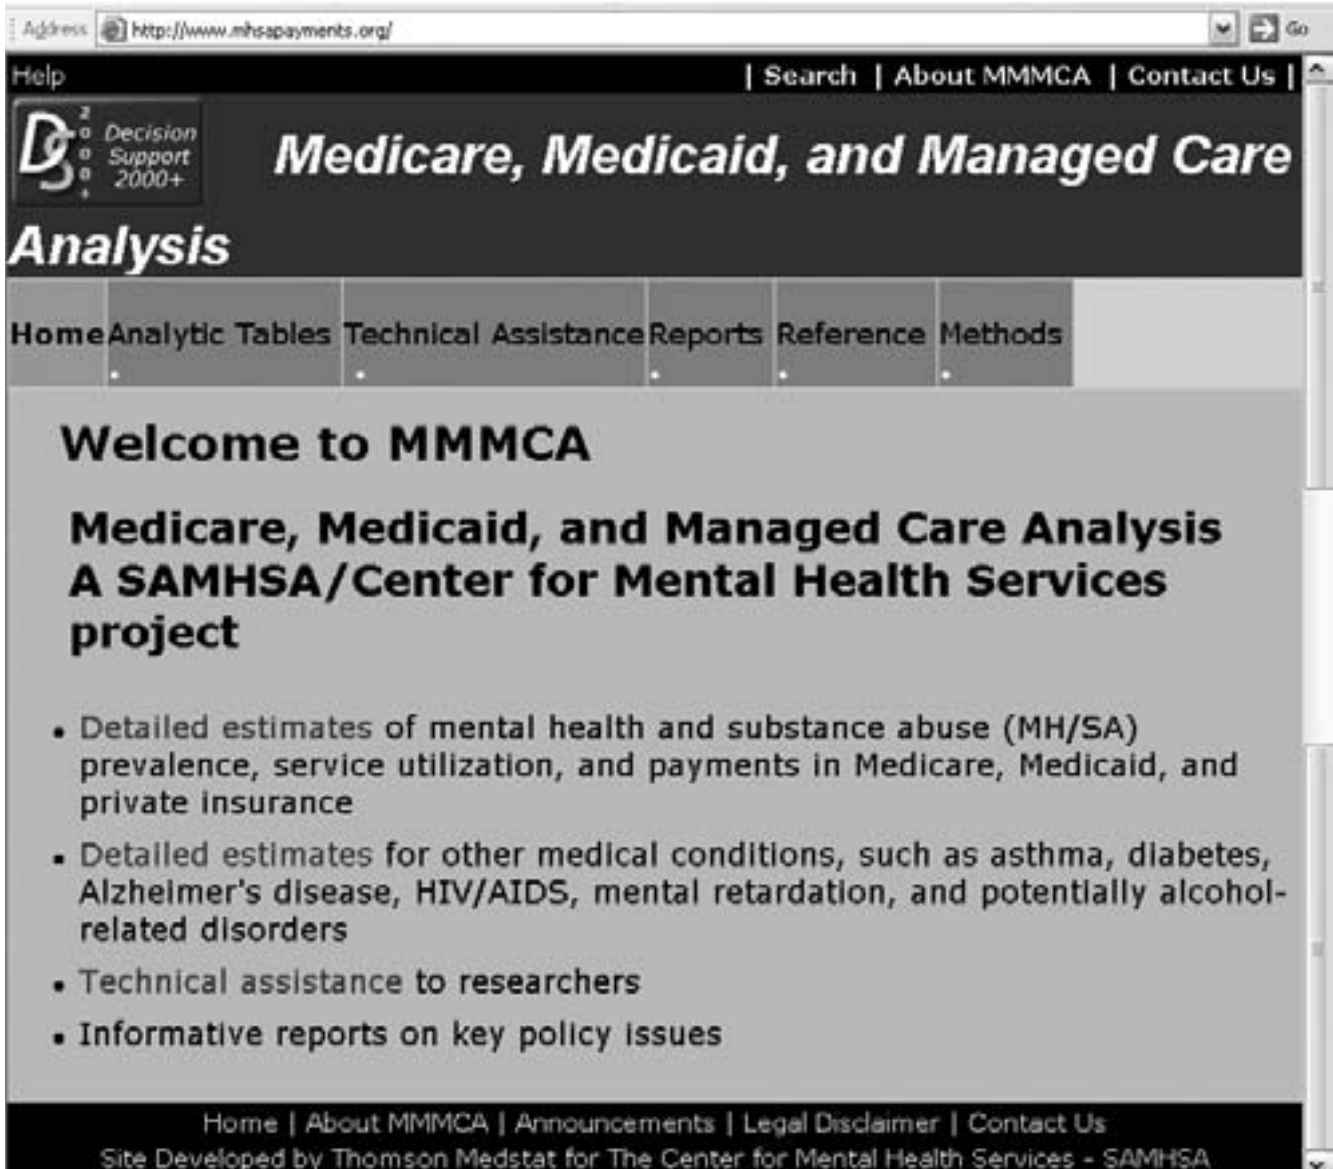 Address http://www.mhsapayments.org/ Go
Help | Search | About MMMCA | Contact Us |
DS 2000+ Decision
Support
2000+
Medicare, Medicaid, and Managed Care
Analysis
Home Analytic Tables Technical Assistance Reports Reference Methods
Welcome to MMMCA
Medicare, Medicaid, and Managed Care Analysis
A SAMHSA/Center for Mental Health Services
project
• Detailed estimates of mental health and substance abuse (MH/SA)
prevalence, service utilization, and payments in Medicare, Medicaid, and
private insurance
• Detailed estimates for other medical conditions, such as asthma, diabetes,
Alzheimer's disease, HIV/AIDS, mental retardation, and potentially alcohol-
related disorders
• Technical assistance to researchers
• Informative reports on key policy issues
Home | About MMMCA | Announcements | Legal Disclaimer | Contact Us
Site Developed by Thomson Medstat for The Center for Mental Health Services - SAMHSA